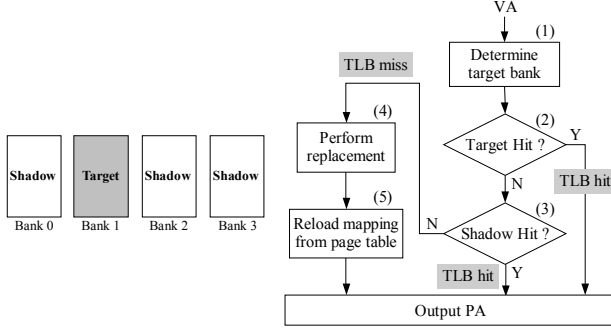 Shadow
Target
Shadow
Shadow
Bank 0
Bank 1
Bank 2
Bank 3
VA
(1)
Determine
target bank
TLB miss
(4)
Perform
replacement
(2)
Target Hit ?
Y
TLB hit
N
(5)
Reload mapping
from page table
(3)
Shadow Hit ?
N
TLB hit
Y
Output PA